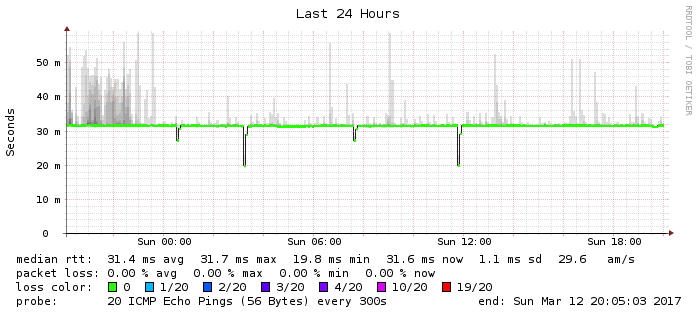 Last 24 Hours
RRDTOOL / TOBI OETIKER
Seconds
50 m
40 m
30 m
20 m
10 m
0
Sun 00:00 Sun 06:00 Sun 12:00 Sun 18:00
median rtt: 31.4 ms avg 31.7 ms max 19.8 ms min 31.6 ms now 1.1 ms sd 29.6 am/s
packet loss: 0.00 % avg 0.00 % max 0.00 % min 0.00 % now
loss color: 0 1/20 2/20 3/20 4/20 10/20 19/20
probe: 20 ICMP Echo Pings (56 Bytes) every 300s end: Sun Mar 12 20:05:03 2017